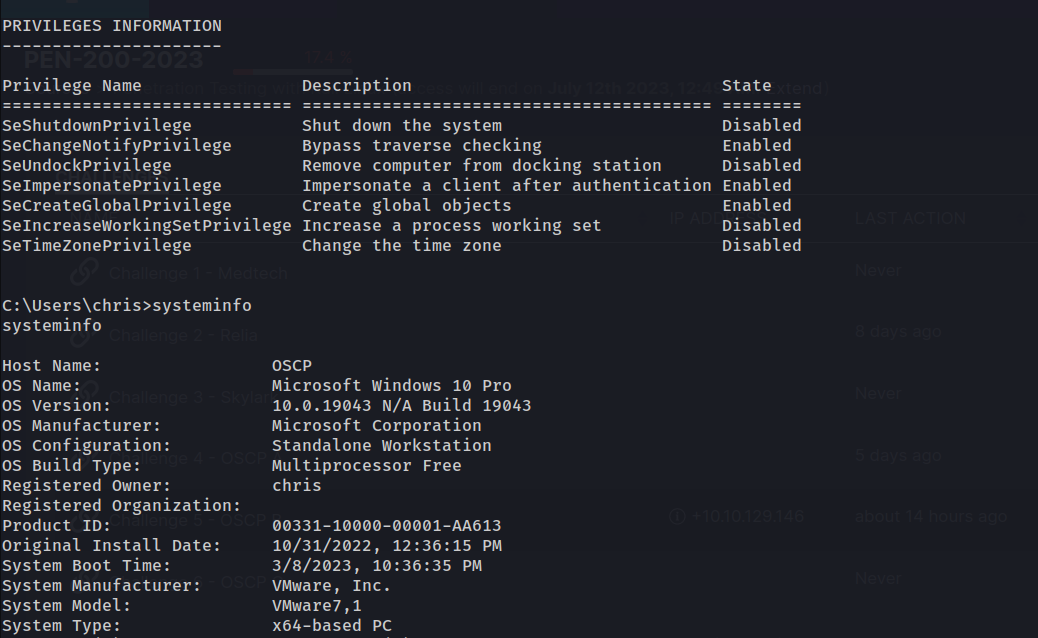 PRIVILEGES INFORMATION
----------------------
PEN-200-2023
17.4 %
Privilege Name Description State
============================= ========================================= ========
July 12th 2023, 12:
SeShutdownPrivilege Shut down the system Disabled
SeChangeNotifyPrivilege Bypass traverse checking Enabled
SeUndockPrivilege Remove computer from docking station Disabled
SeImpersonatePrivilege Impersonate a client after authentication Enabled
SeCreateGlobalPrivilege Create global objects Enabled
IP LAST ACTION
SeIncreaseWorkingSetPrivilege Increase a process working set Disabled
SeTimeZonePrivilege Change the time zone Disabled
Challenge 1 - Medtech Never
C:\Users\chris>systeminfo
systeminfo
Challenge 2 - Relia 8 days ago
Host Name: OSCP
OS Name: Microsoft Windows 10 Pro
Challenge 3 Never
OS Version: 10.0.19043 N/A Build 19043
OS Manufacturer: Microsoft Corporation
OS Configuration: Standalone Workstation
Challenge 4 - OSCP 5 days ago
OS Build Type: Multiprocessor Free
Registered Owner: chris
Registered Organization:
Challenge 5 - OSCP +10.10.129.146 about 14 hours ago
Product ID: 00331-10000-00001-AA613
Original Install Date: 10/31/2022, 12:36:15 PM
System Boot Time: 3/8/2023, 10:36:35 PM
OSCP Never
System Manufacturer: VMware, Inc.
System Model: VMware7,1
System Type: x64-based PC